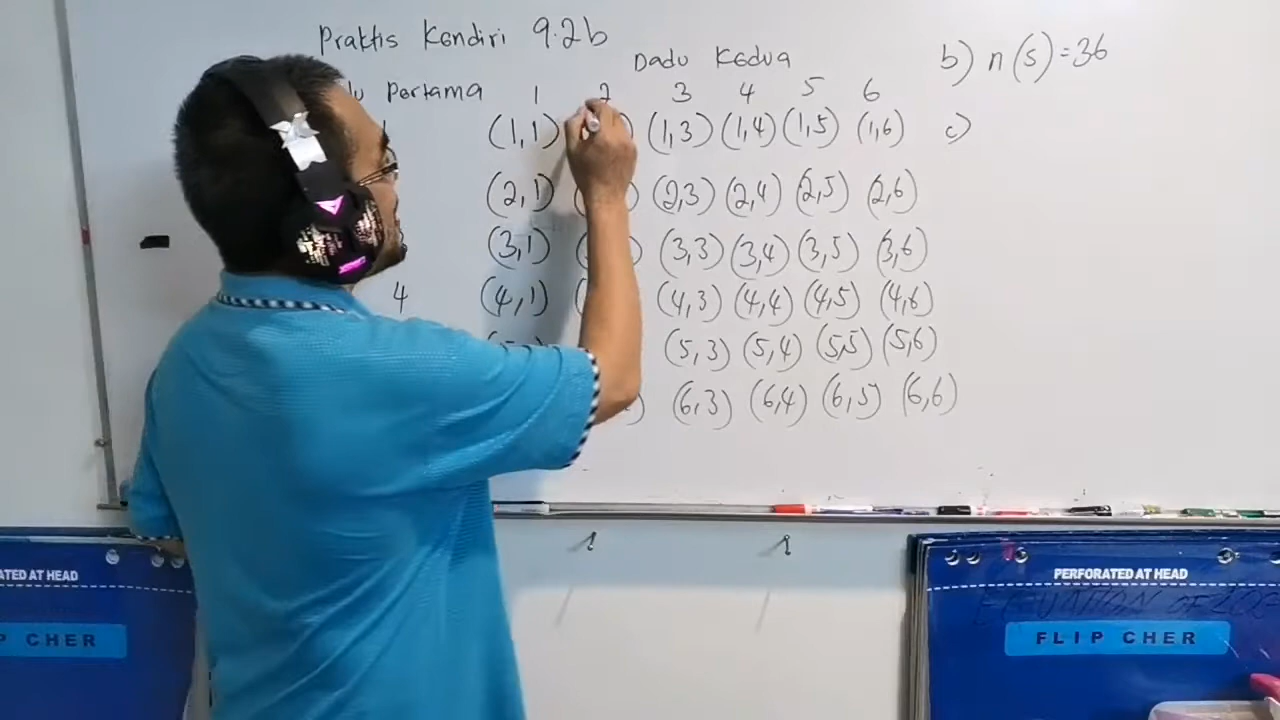 Praktis Kendiri 9.2b
Dadu Kedua
b) n(s)=36
Pertama 1 2 3 4 5 6
(1,1) (1,3) (1,4) (1,5) (1,6)
c)
(2,1) (2,3) (2,4) (2,5) (2,6)
(3,1) (3,3) (3,4) (3,5) (3,6)
4 (4,1) (4,3) (4,4) (4,5) (4,6)
(5,3) (5,4) (5,5) (5,6)
(6,3) (6,4) (6,5) (6,6)
ATED AT HEAD
P CHER
PERFORATED AT HEAD
FLIP CHER